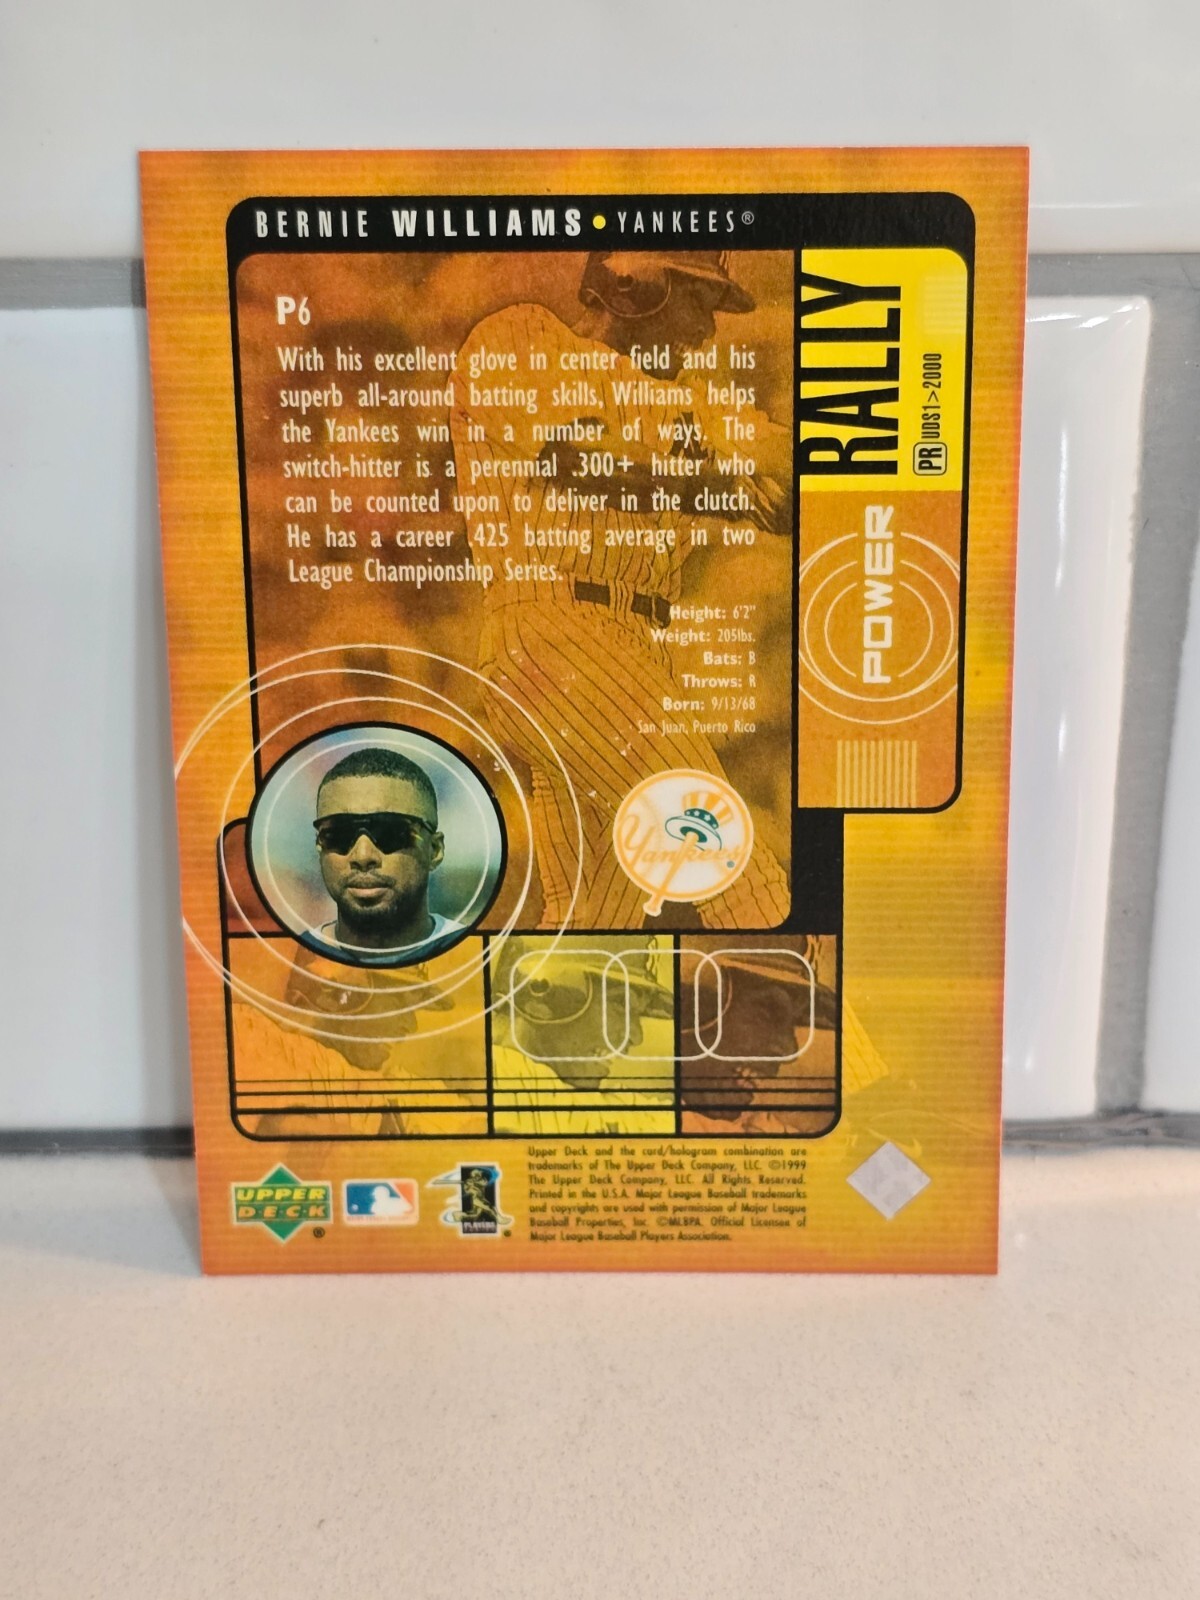 BERNIE WILLIAMS • YANKEES®
P6
With his excellent glove in center field and his
superb all-around batting skills, Williams helps
the Yankees win in a number of ways. The
switch-hitter is a perennial .300+ hitter who
can be counted upon to deliver in the clutch.
He has a career .425 batting average in two
League Championship Series.
Height: 6'2"
Weight: 205lbs.
Bats: B
Throws: R
Born: 9/13/68
San Juan, Puerto Rico
POWER
RALLY
PR UDS1>2000
Yankees
UPPER
DECK
®
PLAYERS
Upper Deck and the card/hologram combination are
trademarks of The Upper Deck Company, LLC. ©1999
The Upper Deck Company, LLC. All Rights Reserved.
Printed in the U.S.A. Major League Baseball trademarks
and copyrights are used with permission of Major League
Baseball Properties, Inc. ©MLBPA. Official Licensee of
Major League Baseball Players Association.